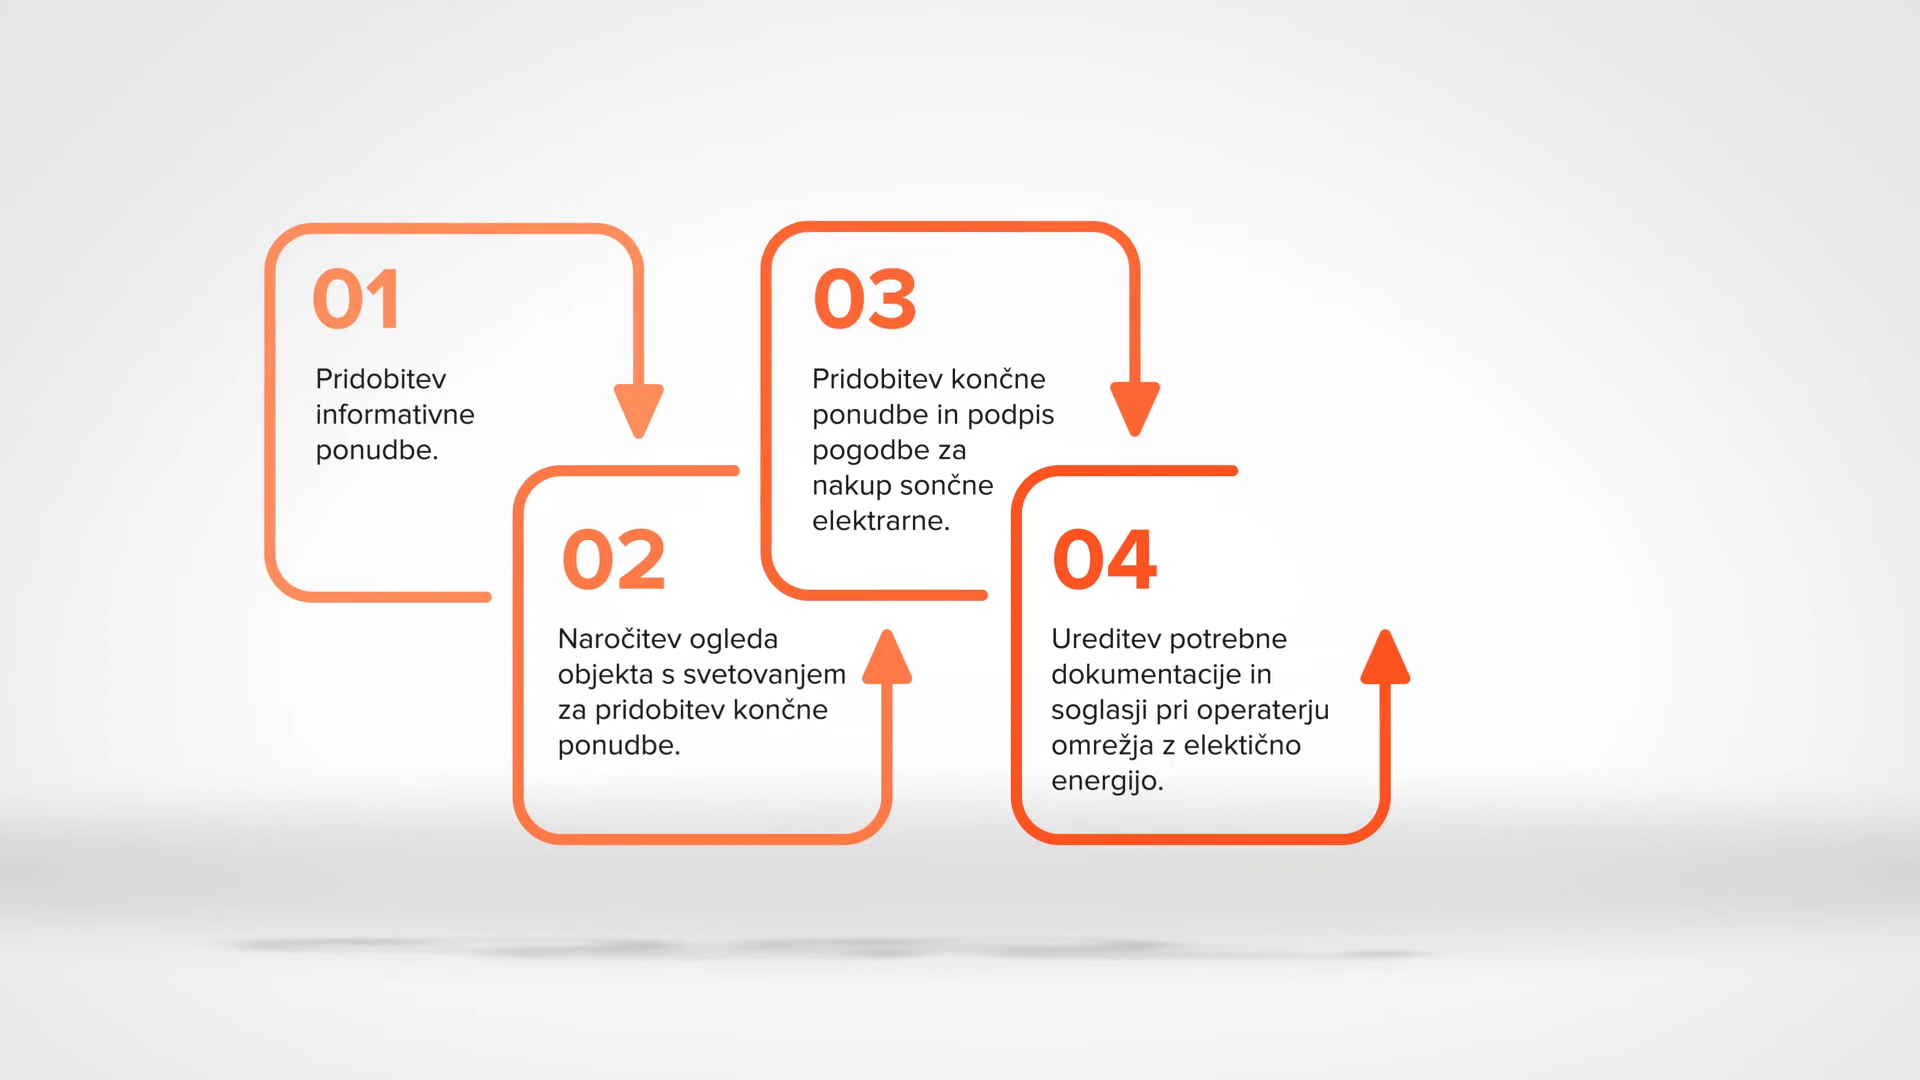 01
Pridobitev
informativne
ponudbe.
02
Naročitev ogleda
objekta s svetovanjem
za pridobitev končne
ponudbe.
03
Pridobitev končne
ponudbe in podpis
pogodbe za
nakup sončne
elektrarne.
04
Ureditev potrebne
dokumentacije in
soglasji pri operaterju
omrežja z elektično
energijo.